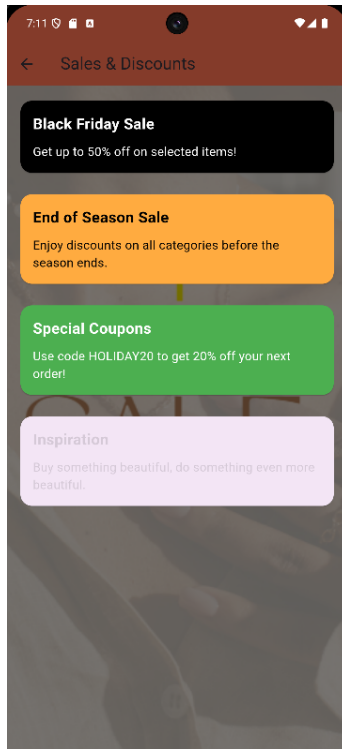 7:11
Sales & Discounts
Black Friday Sale
Get up to 50% off on selected items!
End of Season Sale
Enjoy discounts on all categories before the
season ends.
Special Coupons
Use code HOLIDAY20 to get 20% off your next
order!
SALE
Inspiration
Buy something beautiful, do something even more
beautiful.